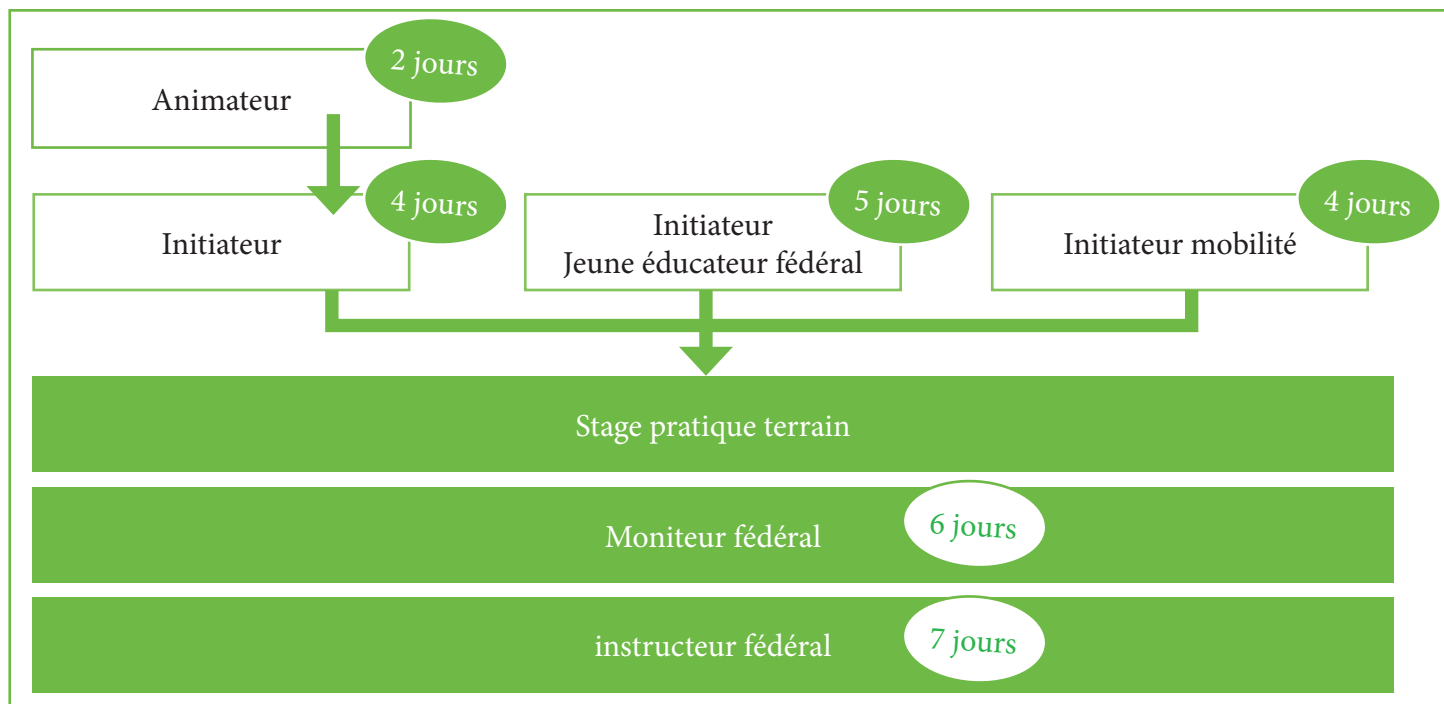 2 jours
Animateur
4 jours
Initiateur
5 jours
Initiateur
Jeune éducateur fédéral
4 jours
Initiateur mobilité
Stage pratique terrain
Moniteur fédéral
6 jours
instructeur fédéral
7 jours